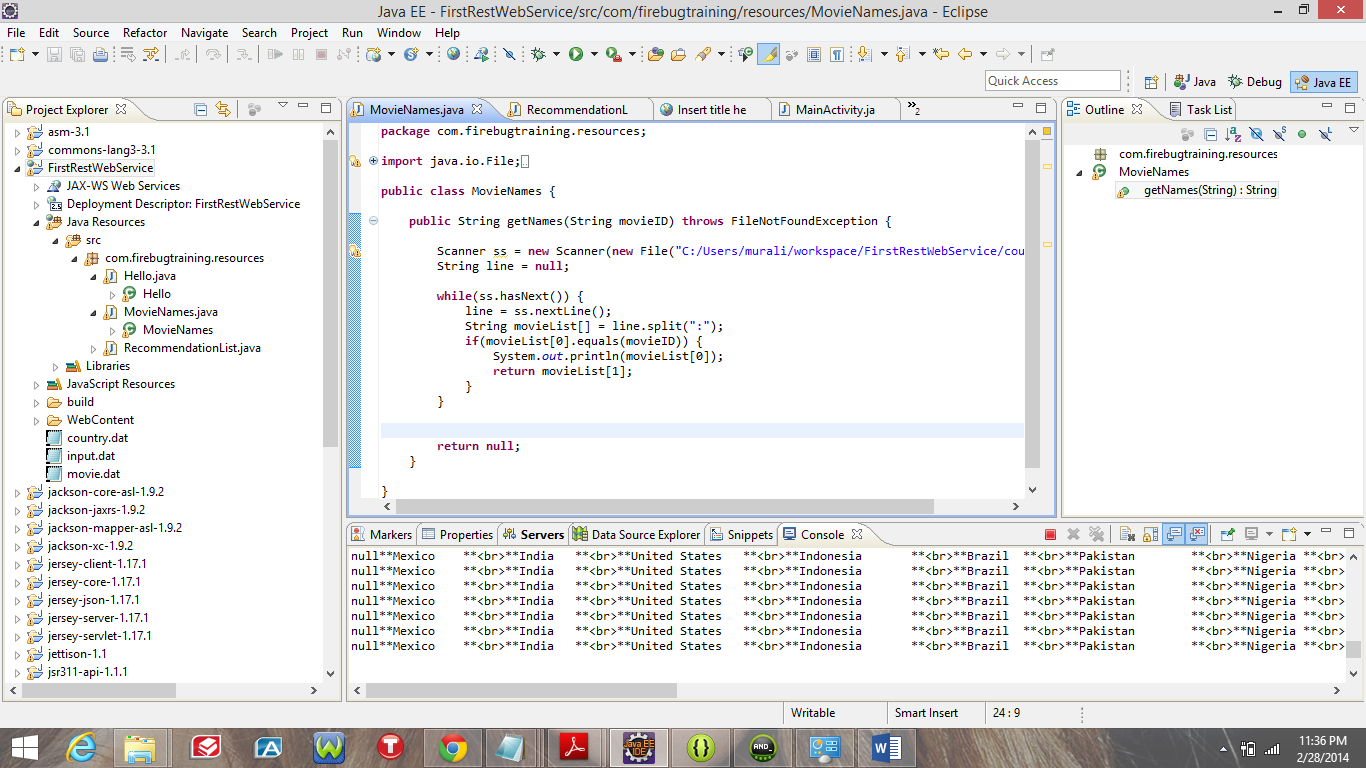 Java EE - FirstRestWebService/src/com/firebugtraining/resources/MovieNames.java - Eclipse
File Edit Source Refactor Navigate Search Project Run Window Help
Quick Access
Java Debug Java EE
Project Explorer
asm-3.1
commons-lang3-3.1
FirstRestWebService
JAX-WS Web Services
Deployment Descriptor: FirstRestWebService
Java Resources
src
com.firebugtraining.resources
Hello.java
Hello
MovieNames.java
MovieNames
RecommendationList.java
Libraries
JavaScript Resources
build
WebContent
country.dat
input.dat
movie.dat
jackson-core-asl-1.9.2
jackson-jaxrs-1.9.2
jackson-mapper-asl-1.9.2
jackson-xc-1.9.2
jersey-client-1.17.1
jersey-core-1.17.1
jersey-json-1.17.1
jersey-server-1.17.1
jersey-servlet-1.17.1
jettison-1.1
jsr311-api-1.1.1
MovieNames.java RecommendationL Insert title he MainActivity.ja »2
package com.firebugtraining.resources;
import java.io.File;
public class MovieNames {
public String getNames(String movieID) throws FileNotFoundException {
Scanner ss = new Scanner(new File("C:/Users/murali/workspace/FirstRestWebService/cou
String line = null;
while(ss.hasNext()) {
line = ss.nextLine();
String movieList[] = line.split(":");
if(movieList[0].equals(movieID)) {
System.out.println(movieList[0]);
return movieList[1];
}
}
return null;
}
}
Outline Task List
com.firebugtraining.resources
MovieNames
getNames(String) : String
Markers Properties Servers Data Source Explorer Snippets Console
null**Mexico **<br>**India **<br>**United States **<br>**Indonesia **<br>**Brazil **<br>**Pakistan **<br>**Nigeria **<br>
null**Mexico **<br>**India **<br>**United States **<br>**Indonesia **<br>**Brazil **<br>**Pakistan **<br>**Nigeria **<br>
null**Mexico **<br>**India **<br>**United States **<br>**Indonesia **<br>**Brazil **<br>**Pakistan **<br>**Nigeria **<br>
null**Mexico **<br>**India **<br>**United States **<br>**Indonesia **<br>**Brazil **<br>**Pakistan **<br>**Nigeria **<br>
null**Mexico **<br>**India **<br>**United States **<br>**Indonesia **<br>**Brazil **<br>**Pakistan **<br>**Nigeria **<br>
null**Mexico **<br>**India **<br>**United States **<br>**Indonesia **<br>**Brazil **<br>**Pakistan **<br>**Nigeria **<br>
null**Mexico **<br>**India **<br>**United States **<br>**Indonesia **<br>**Brazil **<br>**Pakistan **<br>**Nigeria **<br>
Writable Smart Insert 24 : 9
Java EE
IDE
AND_
11:36 PM
2/28/2014